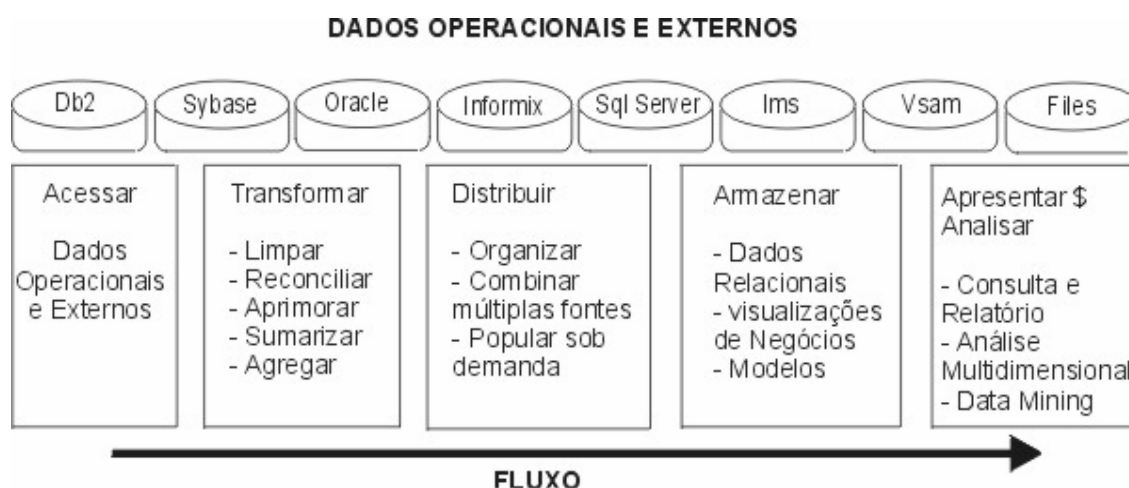 DADOS OPERACIONAIS E EXTERNOS
Db2
Sybase
Oracle
Informix
Sql Server
Ims
Vsam
Files
Acessar
Dados
Operacionais
e Externos
Transformar
- Limpar
- Reconciliar
- Aprimorar
- Sumarizar
- Agregar
Distribuir
- Organizar
- Combinar
múltiplas fontes
- Popular sob
demanda
Armazenar
- Dados
Relacionais
- visualizações
de Negócios
- Modelos
Apresentar $
Analisar
- Consulta e
Relatório
- Análise
Multidimensional
- Data Mining
FLUXO